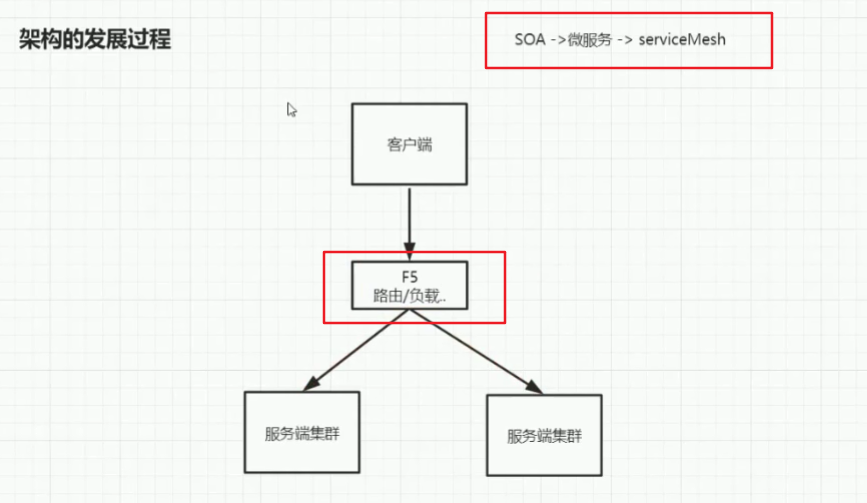 架构的发展过程
SOA ->微服务 -> serviceMesh
客户端
F5
路由/负载..
服务端集群
服务端集群